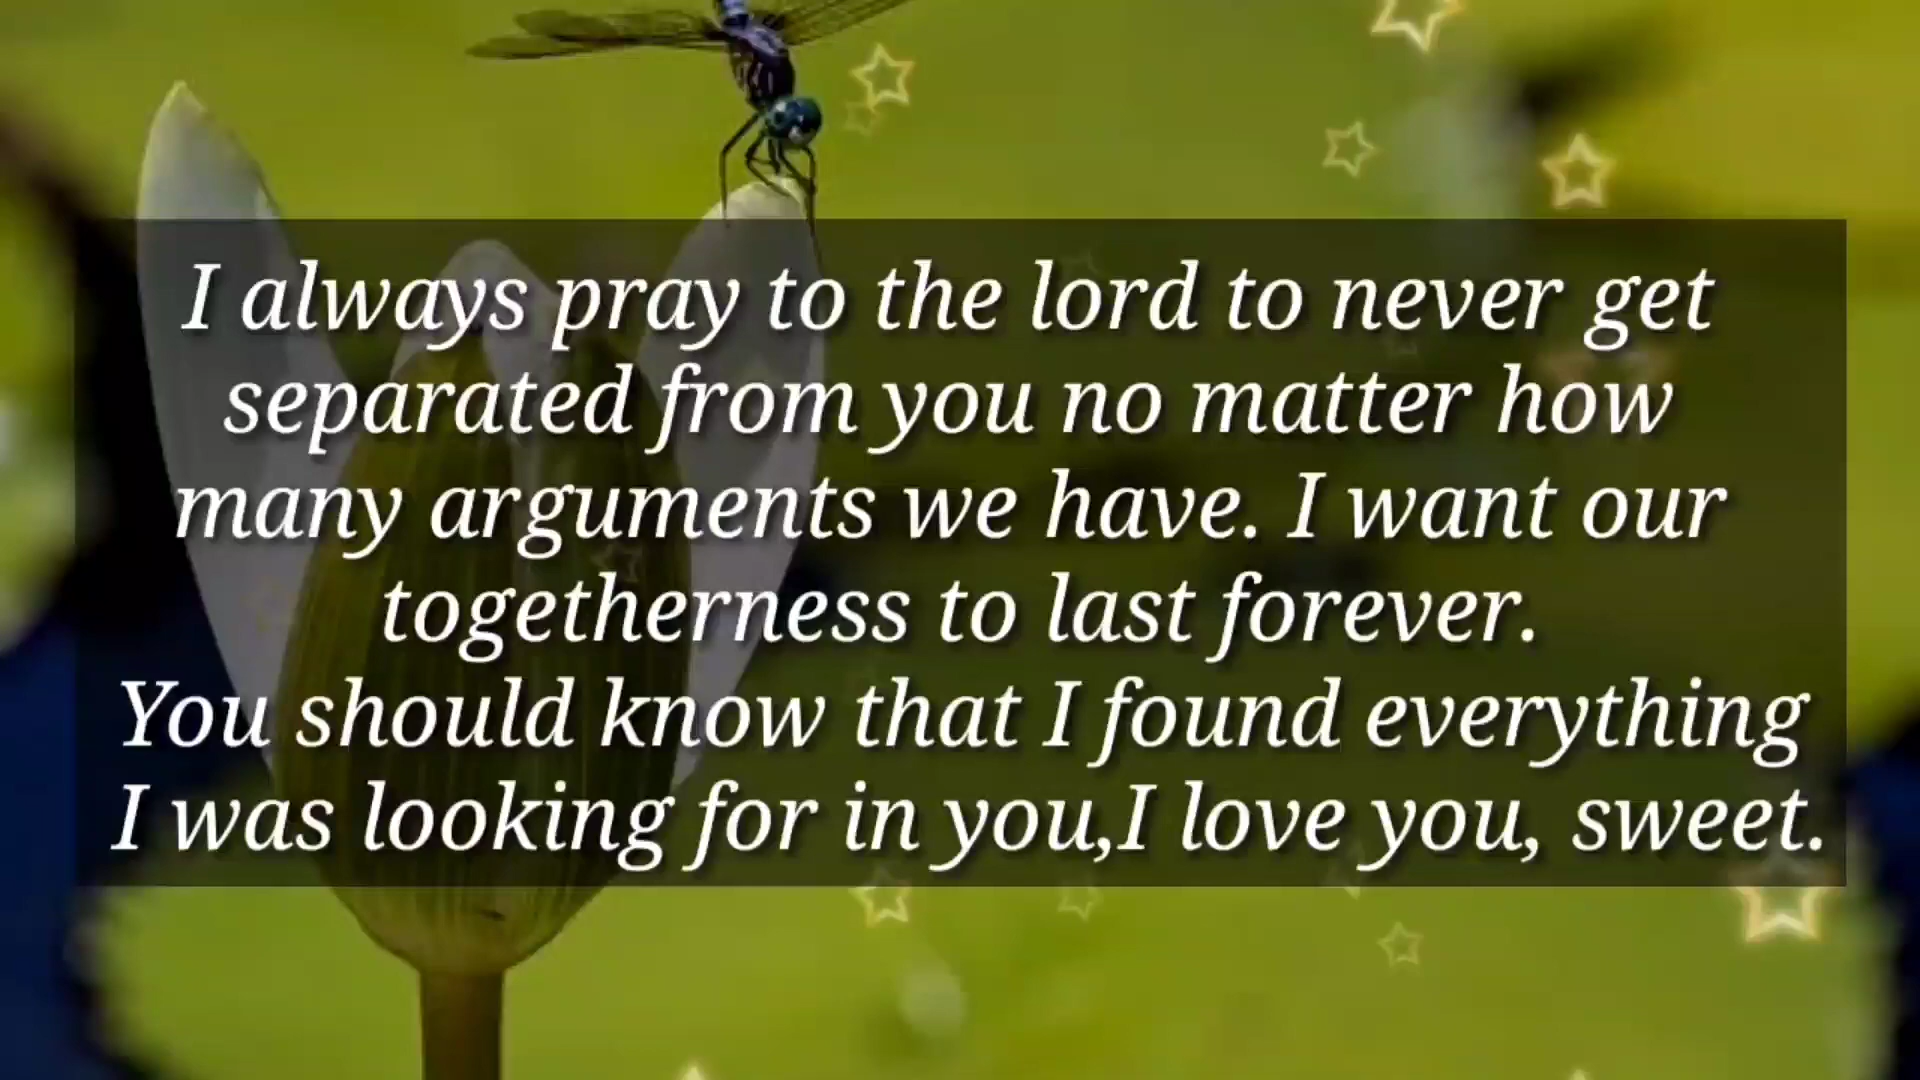 I always pray to the lord to never get
separated from you no matter how
many arguments we have. I want our
togetherness to last forever.
You should know that I found everything
I was looking for in you,I love you, sweet.